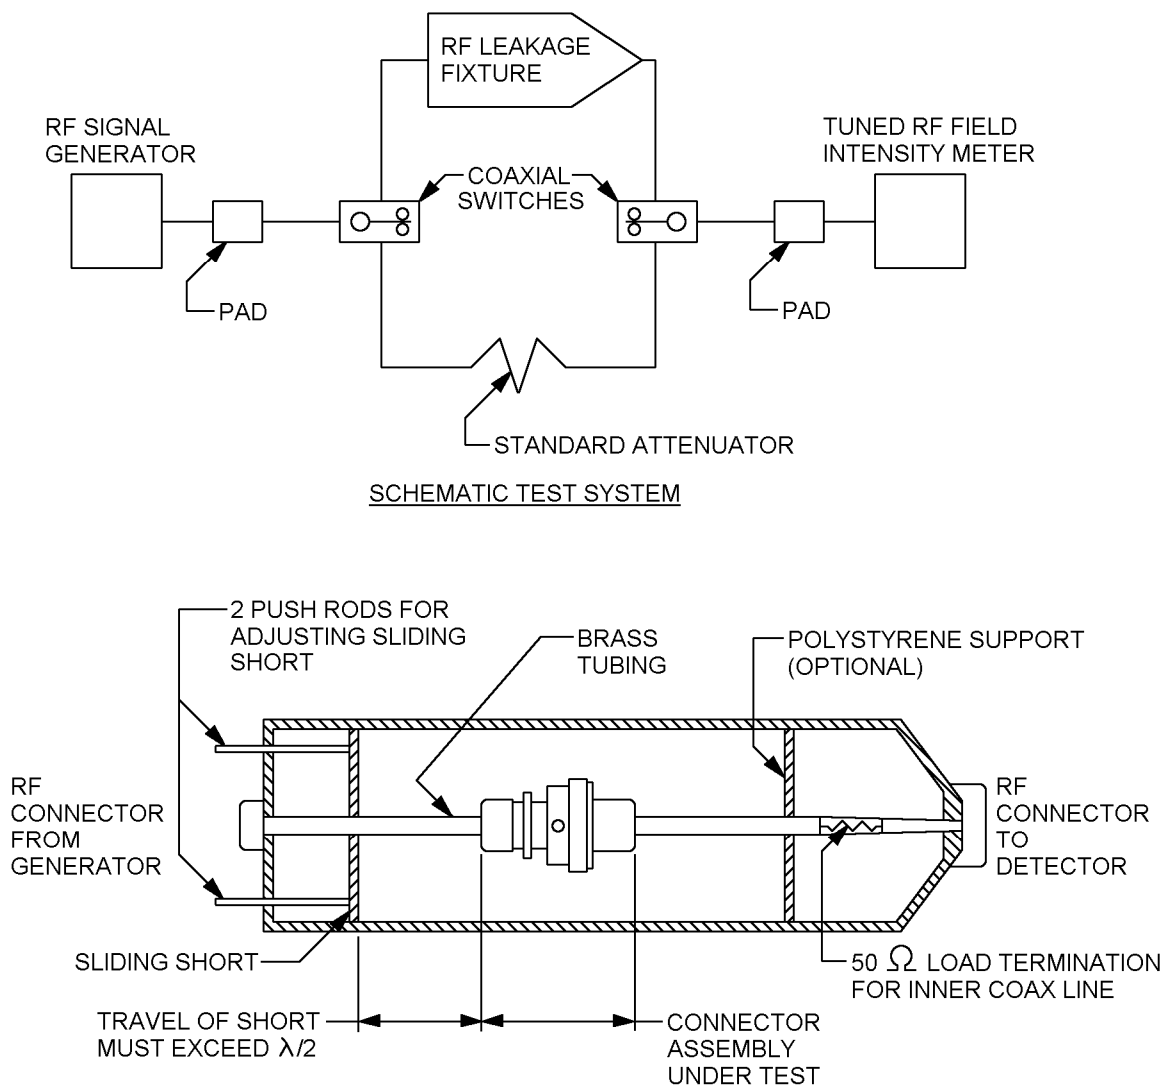 RF LEAKAGE
FIXTURE
RF SIGNAL
GENERATOR
TUNED RF FIELD
INTENSITY METER
COAXIAL
SWITCHES
PAD
PAD
STANDARD ATTENUATOR
SCHEMATIC TEST SYSTEM
2 PUSH RODS FOR
ADJUSTING SLIDING
SHORT
BRASS
TUBING
POLYSTYRENE SUPPORT
(OPTIONAL)
RF
CONNECTOR
FROM
GENERATOR
RF
CONNECTOR
TO
DETECTOR
SLIDING SHORT
50 Ω LOAD TERMINATION
FOR INNER COAX LINE
TRAVEL OF SHORT
MUST EXCEED λ/2
CONNECTOR
ASSEMBLY
UNDER TEST